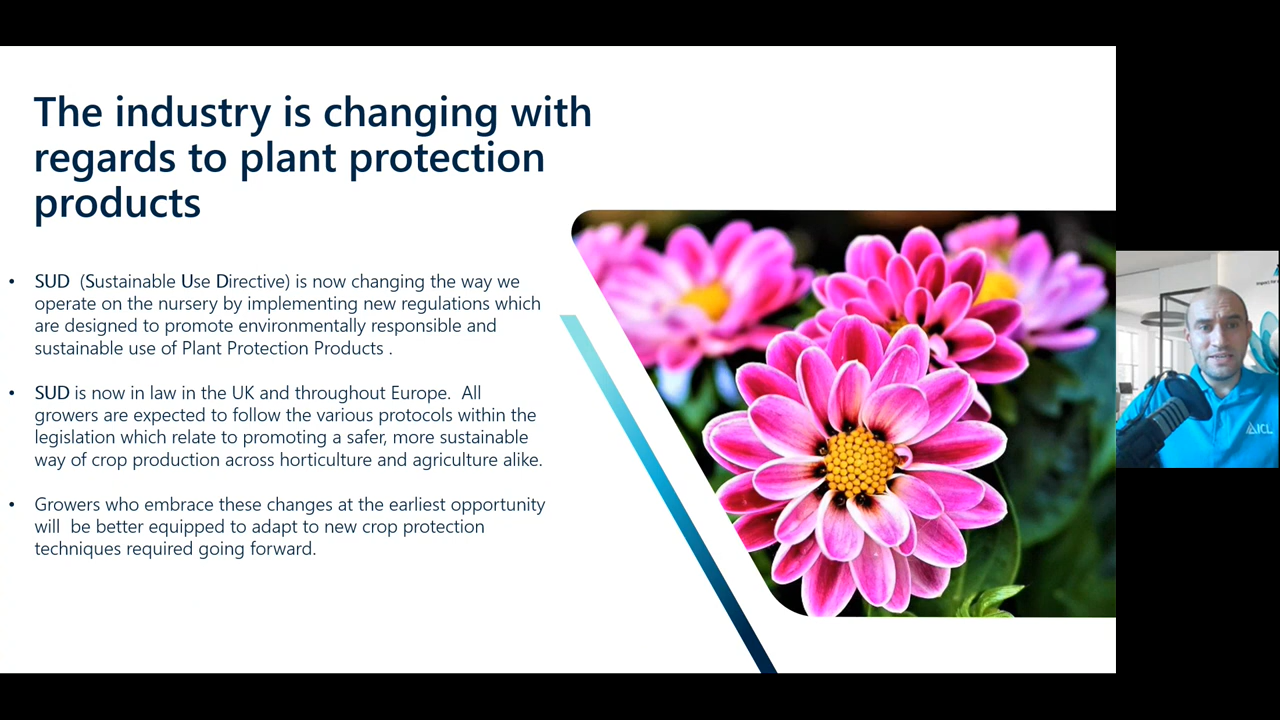 The industry is changing with
regards to plant protection
products
• SUD (Sustainable Use Directive) is now changing the way we
operate on the nursery by implementing new regulations which
are designed to promote environmentally responsible and
sustainable use of Plant Protection Products .
• SUD is now in law in the UK and throughout Europe. All
growers are expected to follow the various protocols within the
legislation which relate to promoting a safer, more sustainable
way of crop production across horticulture and agriculture alike.
• Growers who embrace these changes at the earliest opportunity
will be better equipped to adapt to new crop protection
techniques required going forward.
ICL